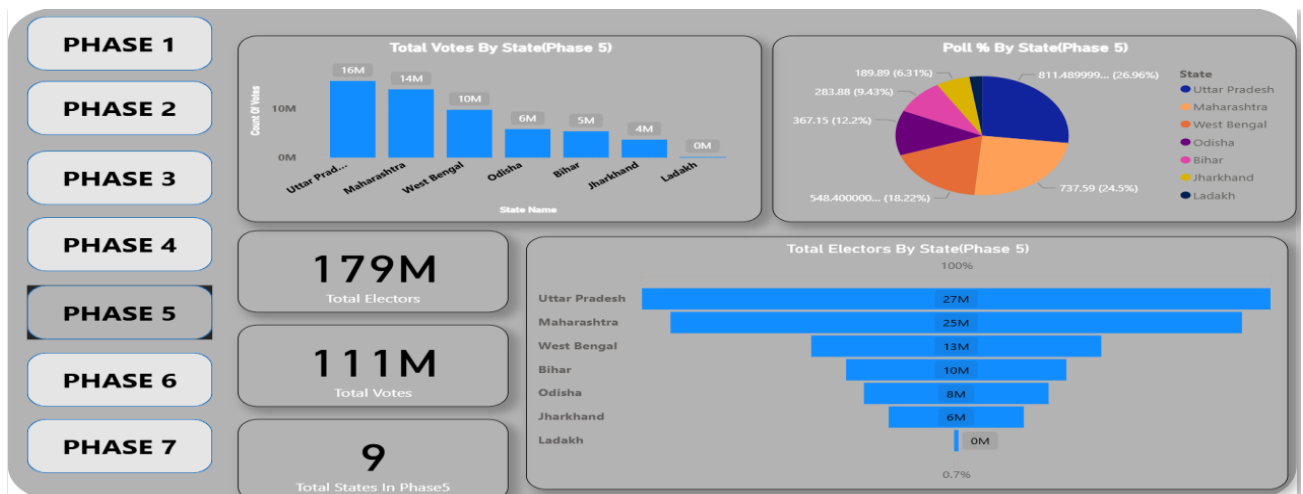 PHASE 1
PHASE 2
PHASE 3
PHASE 4
PHASE 5
PHASE 6
PHASE 7
Total Votes By State(Phase 5)
Count Of Votes
10M
0M
16M
14M
10M
6M
5M
4M
0M
Uttar Prad...
Maharashtra
West Bengal
Odisha
Bihar
Jharkhand
Ladakh
State Name
Poll % By State(Phase 5)
189.89 (6.31%)
811.489999... (26.96%)
283.88 (9.43%)
367.15 (12.2%)
548.400000... (18.22%)
737.59 (24.5%)
State
Uttar Pradesh
Maharashtra
West Bengal
Odisha
Bihar
Jharkhand
Ladakh
179M
Total Electors
111M
Total Votes
9
Total States In Phase5
Total Electors By State(Phase 5)
100%
Uttar Pradesh 27M
Maharashtra 25M
West Bengal 13M
Bihar 10M
Odisha 8M
Jharkhand 6M
Ladakh 0M
0.7%